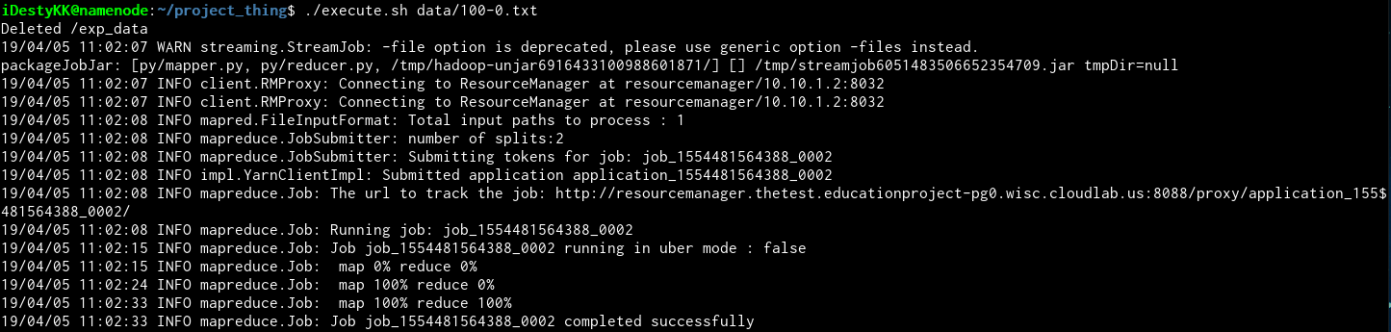 iDestyKK@namenode:~/project_thing$ ./execute.sh data/100-0.txt
Deleted /exp_data
19/04/05 11:02:07 WARN streaming.StreamJob: -file option is deprecated, please use generic option -files instead.
packageJobJar: [py/mapper.py, py/reducer.py, /tmp/hadoop-unjar6916433100988601871/] [] /tmp/streamjob6051483506652354709.jar tmpDir=null
19/04/05 11:02:07 INFO client.RMProxy: Connecting to ResourceManager at resourcemanager/10.10.1.2:8032
19/04/05 11:02:07 INFO client.RMProxy: Connecting to ResourceManager at resourcemanager/10.10.1.2:8032
19/04/05 11:02:08 INFO mapred.FileInputFormat: Total input paths to process : 1
19/04/05 11:02:08 INFO mapreduce.JobSubmitter: number of splits:2
19/04/05 11:02:08 INFO mapreduce.JobSubmitter: Submitting tokens for job: job_1554481564388_0002
19/04/05 11:02:08 INFO impl.YarnClientImpl: Submitted application application_1554481564388_0002
19/04/05 11:02:08 INFO mapreduce.Job: The url to track the job: http://resourcemanager.thetest.educationproject-pg0.wisc.cloudlab.us:8088/proxy/application_155$
481564388_0002/
19/04/05 11:02:08 INFO mapreduce.Job: Running job: job_1554481564388_0002
19/04/05 11:02:15 INFO mapreduce.Job: Job job_1554481564388_0002 running in uber mode : false
19/04/05 11:02:15 INFO mapreduce.Job:  map 0% reduce 0%
19/04/05 11:02:24 INFO mapreduce.Job:  map 100% reduce 0%
19/04/05 11:02:33 INFO mapreduce.Job:  map 100% reduce 100%
19/04/05 11:02:33 INFO mapreduce.Job: Job job_1554481564388_0002 completed successfully